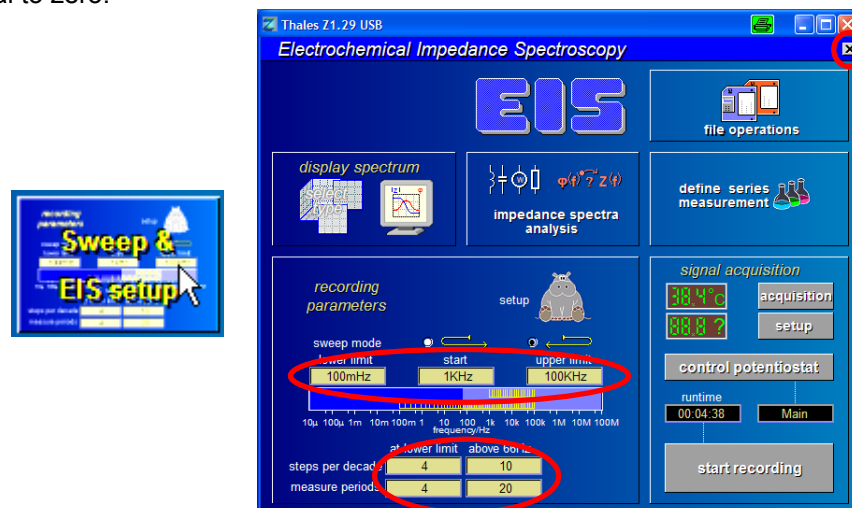 Thales Z1.29 USB
Electrochemical Impedance Spectroscopy
EIS
file operations
display spectrum
select
type
|z|
φ
φ(f) ? Z(f)
impedance spectra
analysis
define series
measurement
recording
parameters
setup
Sweep &
EIS setup
steps per decade
measure periods
recording
parameters
setup
sweep mode
lower limit start upper limit
100mHz 1KHz 100KHz
10μ 100μ 1m 10m 100m 1 10 100 1k 10k 100k 1M 10M 100M
frequency/Hz
at lower limit above 66Hz
steps per decade 4 10
measure periods 4 20
signal acquisition
38.4°c acquisition
88.8 ? setup
control potentiostat
runtime
00:04:38 Main
start recording